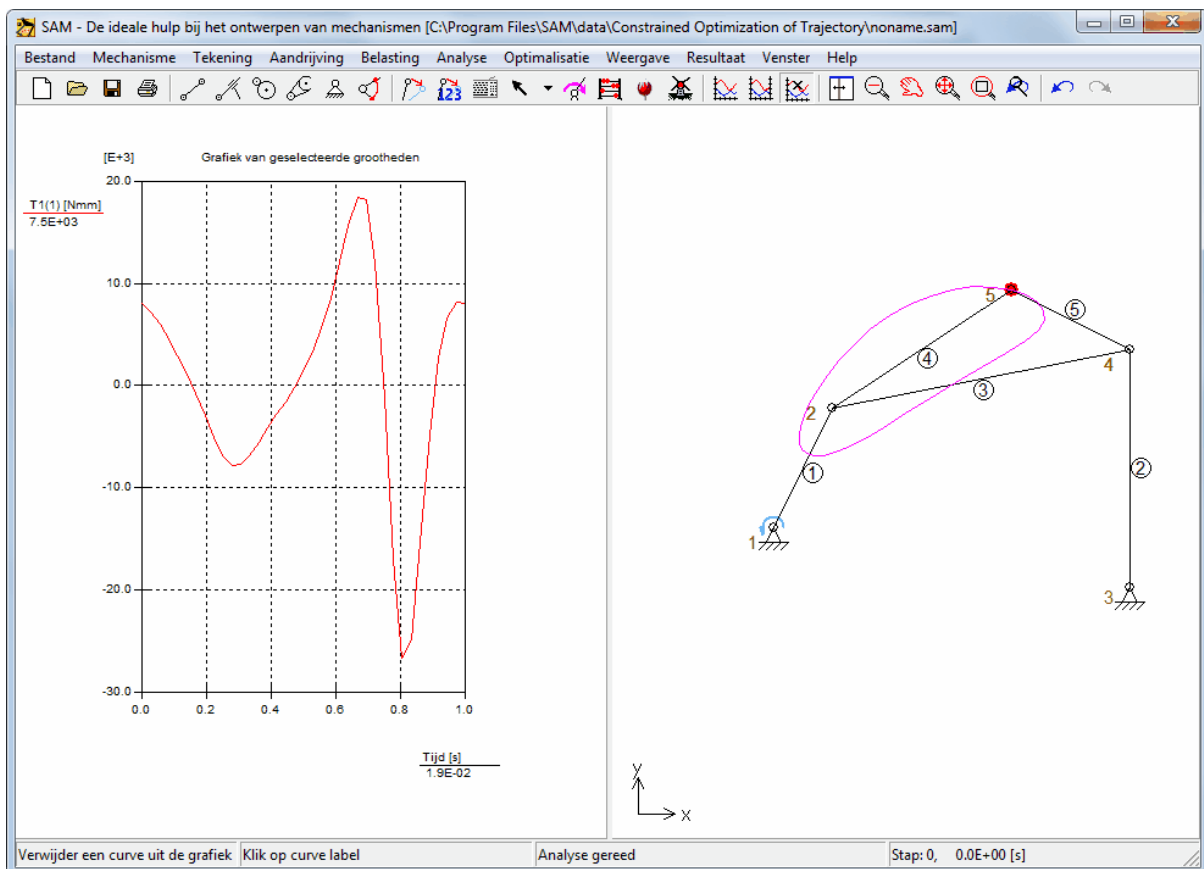 SAM - De ideale hulp bij het ontwerpen van mechanismen [C:\Program Files\SAM\data\Constrained Optimization of Trajectory\noname.sam]
Bestand Mechanisme Tekening Aandrijving Belasting Analyse Optimalisatie Weergave Resultaat Venster Help
123
[E+3] Grafiek van geselecteerde grootheden
20.0
T1(1) [Nmm]
7.5E+03
10.0
0.0
-10.0
-20.0
-30.0
0.0 0.2 0.4 0.6 0.8 1.0
Tijd [s]
1.9E-02
5
5
4
4
3
2
2
1
1
3
y
x
Verwijder een curve uit de grafiek Klik op curve label Analyse gereed Stap: 0, 0.0E+00 [s]